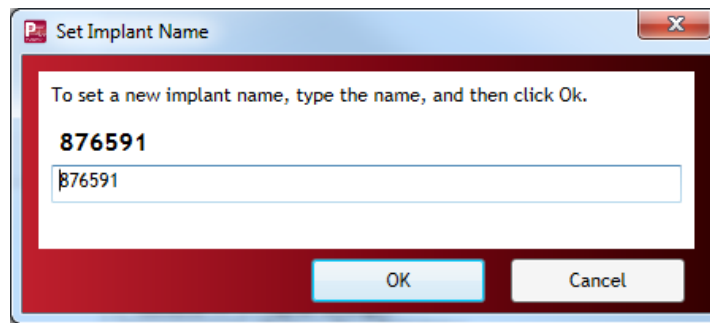 Set Implant Name
To set a new implant name, type the name, and then click Ok.
876591
876591
OK
Cancel